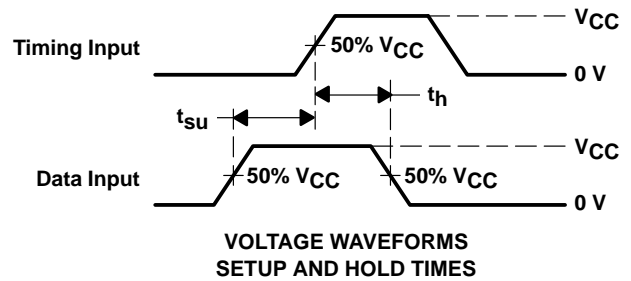 VCC
Timing Input
50% VCC
0 V
th
tsu
VCC
Data Input
50% VCC
50% VCC
0 V
VOLTAGE WAVEFORMS
SETUP AND HOLD TIMES